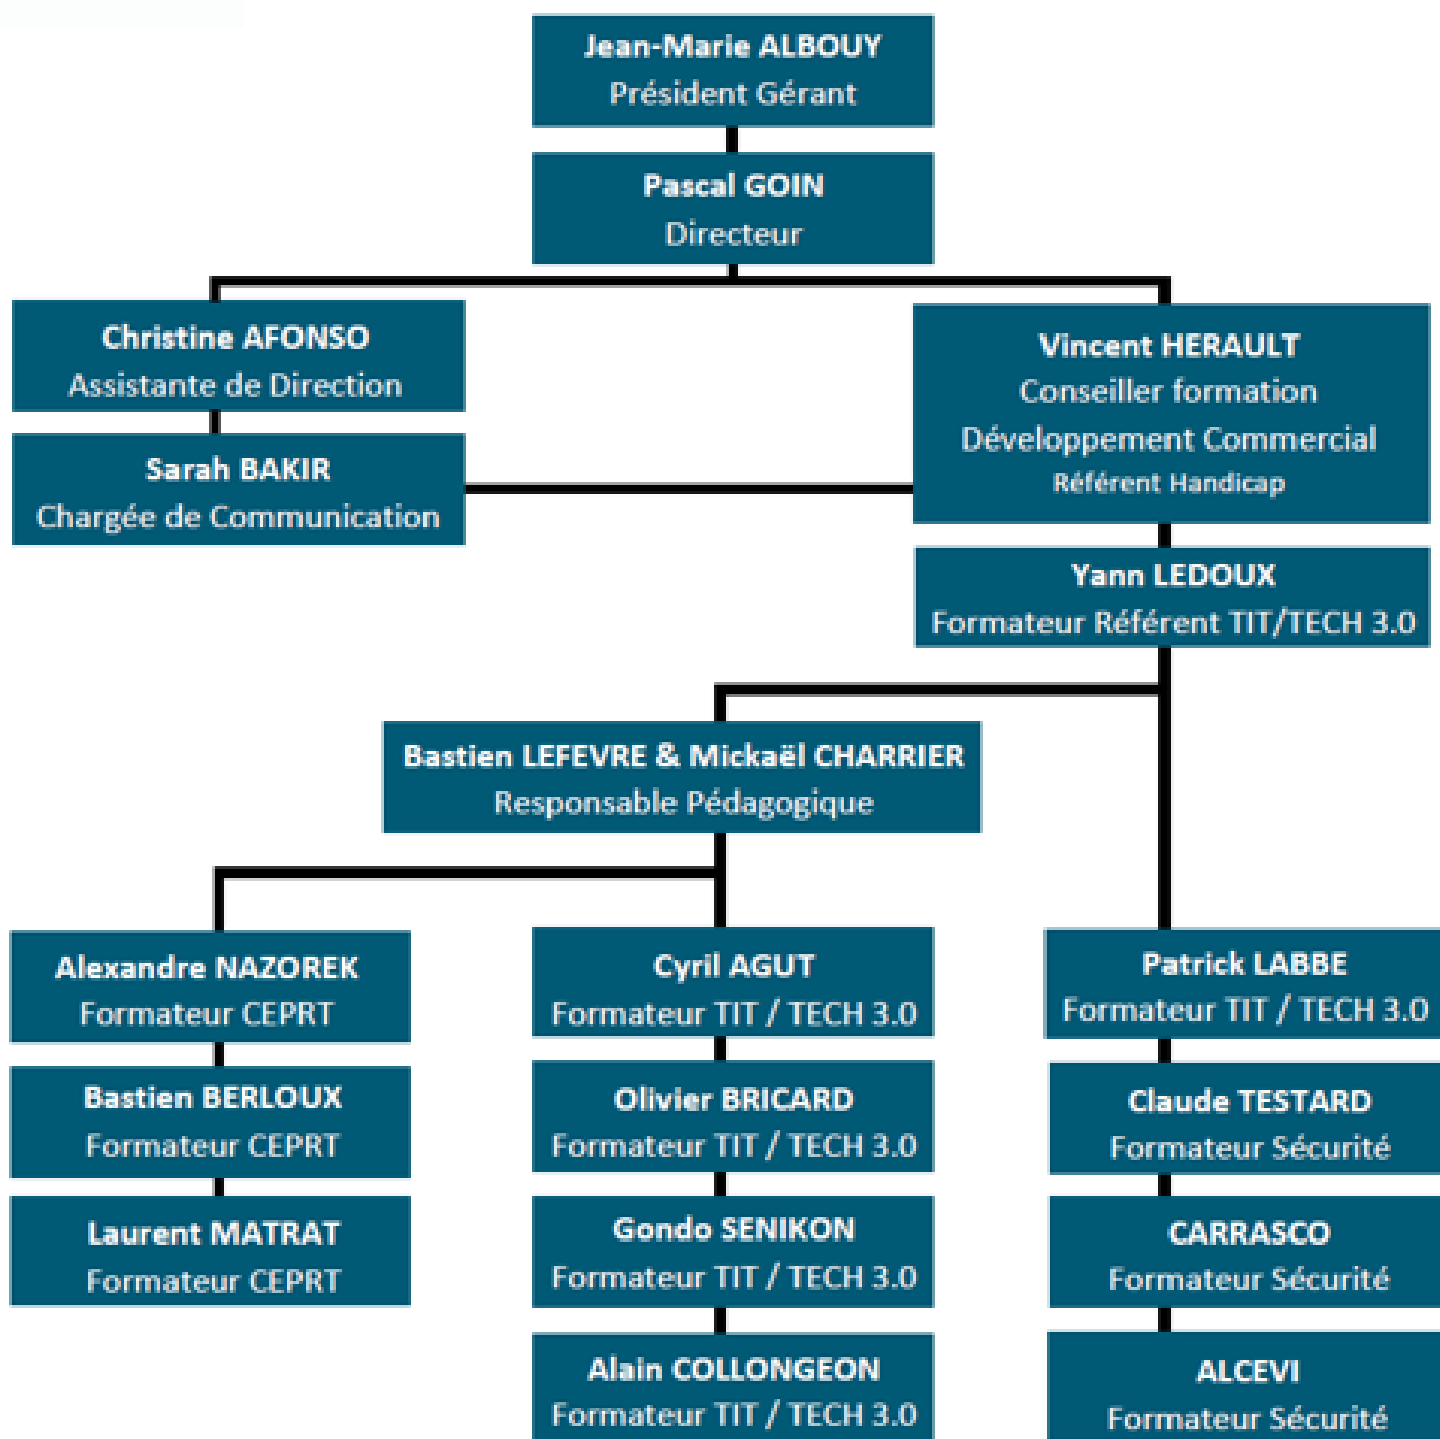 Jean-Marie ALBOUY
Président Gérant
Pascal GOIN
Directeur
Christine AFONSO
Assistante de Direction
Sarah BAKIR
Chargée de Communication
Vincent HERAULT
Conseiller formation
Développement Commercial
Référent Handicap
Yann LEDOUX
Formateur Référent TIT/TECH 3.0
Bastien LEFEVRE & Mickaël CHARRIER
Responsable Pédagogique
Alexandre NAZOREK
Formateur CEPRT
Bastien BERLOUX
Formateur CEPRT
Laurent MATRAT
Formateur CEPRT
Cyril AGUT
Formateur TIT / TECH 3.0
Olivier BRICARD
Formateur TIT / TECH 3.0
Gondo SENIKON
Formateur TIT / TECH 3.0
Alain COLLONGEON
Formateur TIT / TECH 3.0
Patrick LABBE
Formateur TIT / TECH 3.0
Claude TESTARD
Formateur Sécurité
CARRASCO
Formateur Sécurité
ALCEVI
Formateur Sécurité